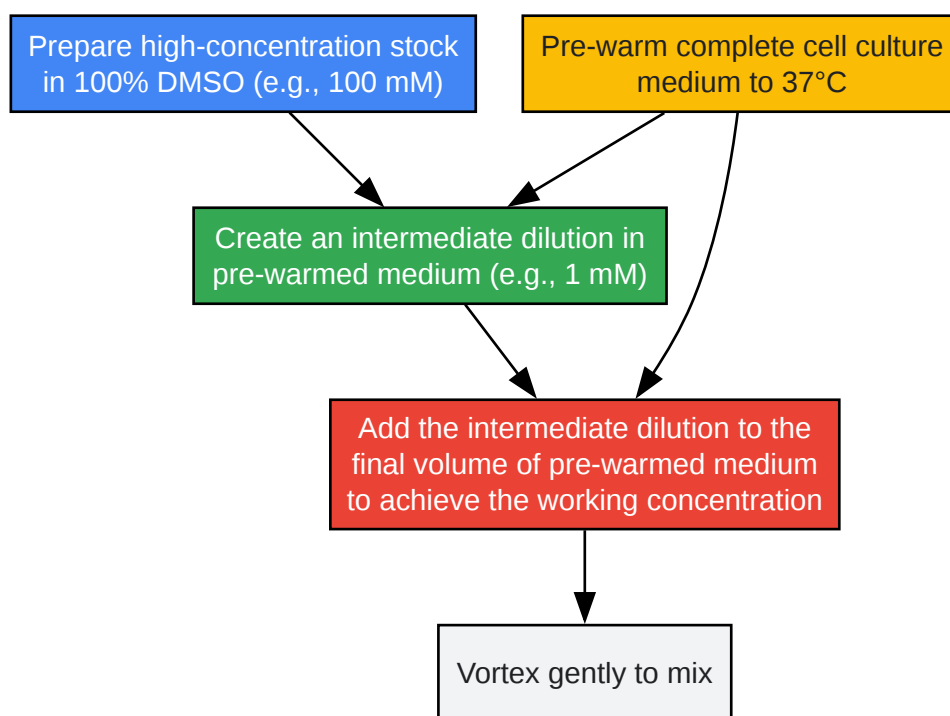 Prepare high-concentration stock
in 100% DMSO (e.g., 100 mM)
Pre-warm complete cell culture
medium to 37°C
Create an intermediate dilution in
pre-warmed medium (e.g., 1 mM)
Add the intermediate dilution to the
final volume of pre-warmed medium
to achieve the working concentration
Vortex gently to mix